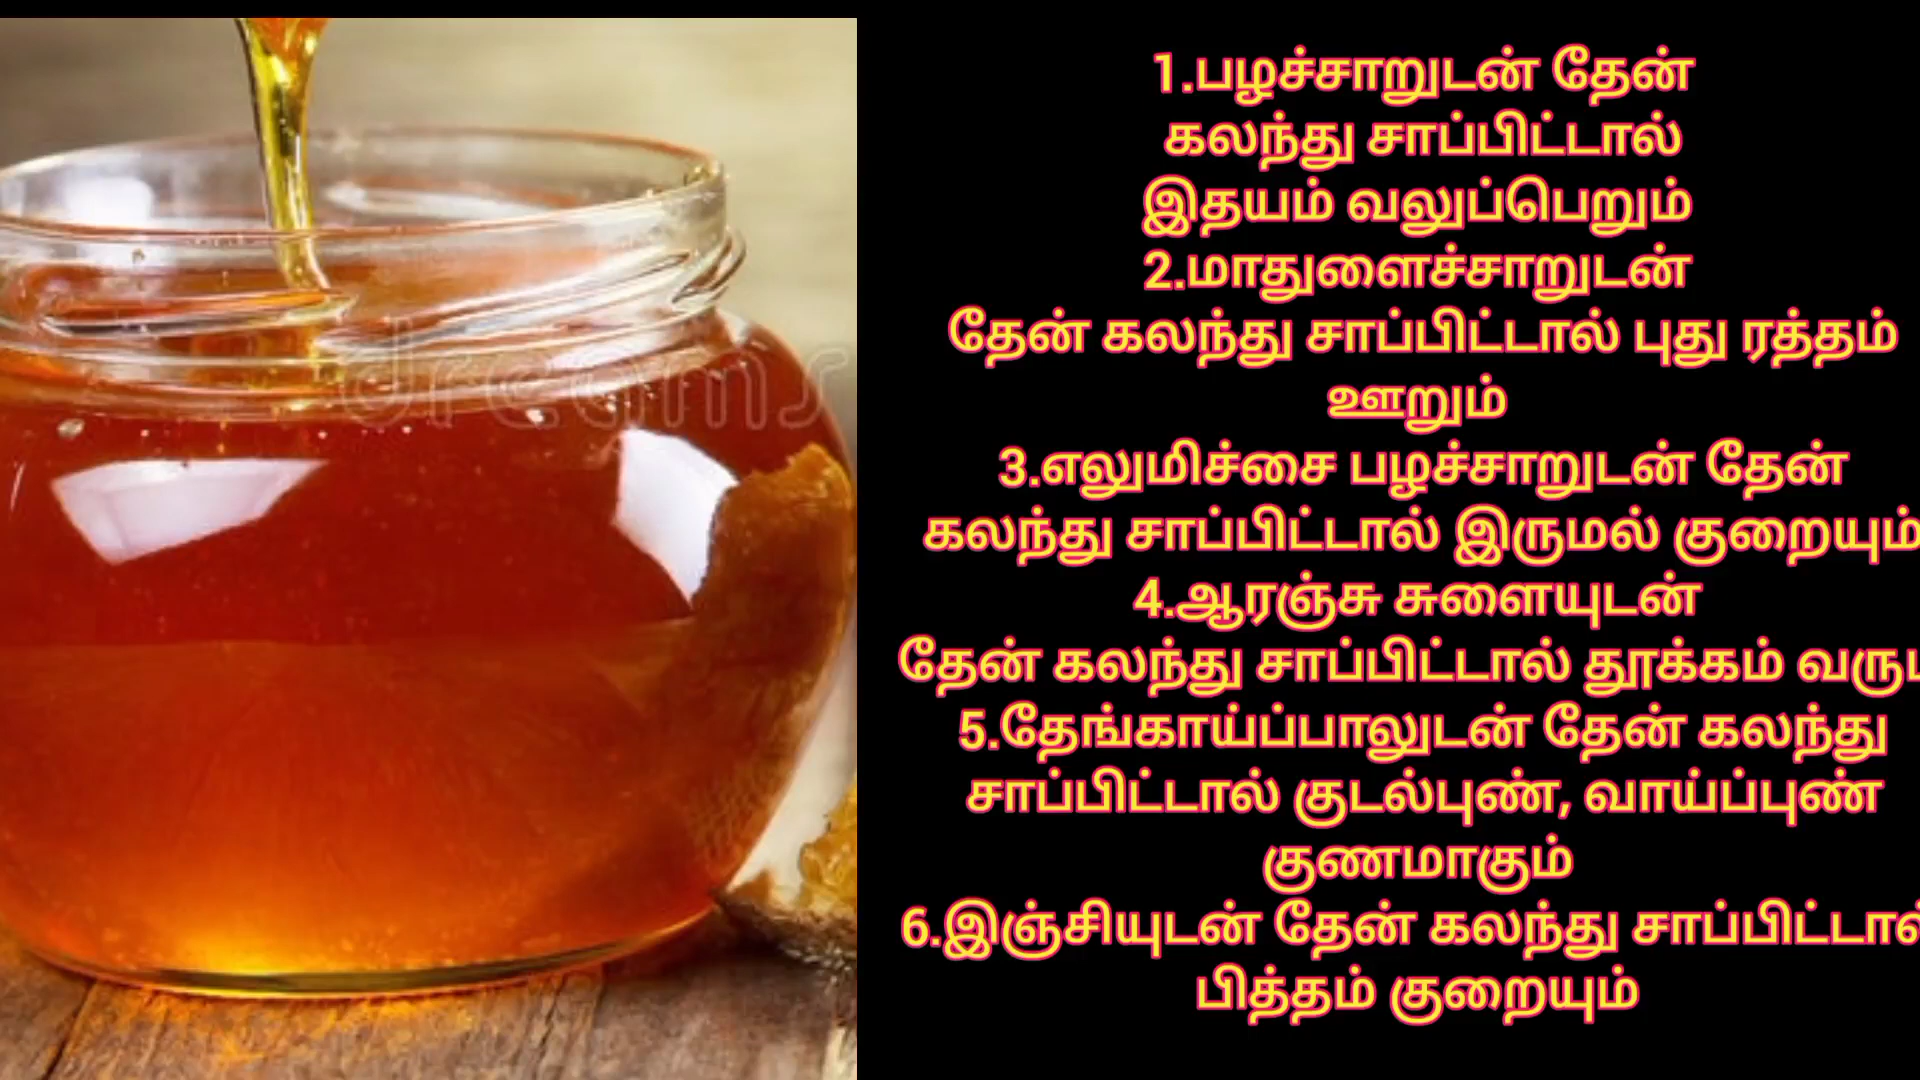 dreams
1.பழச்சாறுடன் தேன்
கலந்து சாப்பிட்டால்
இதயம் வலுப்பெறும்
2.மாதுளைச்சாறுடன்
தேன் கலந்து சாப்பிட்டால் புது ரத்தம்
ஊறும்
3.எலுமிச்சை பழச்சாறுடன் தேன்
கலந்து சாப்பிட்டால் இருமல் குறையும்
4.ஆரஞ்சு சுளையுடன்
தேன் கலந்து சாப்பிட்டால் தூக்கம்
5.தேங்காய்ப்பாலுடன் தேன் கலந்து
சாப்பிட்டால் குடல்புண், வாய்ப்புண்
குணமாகும்
6.இஞ்சியுடன் தேன் கலந்து சாப்பிட்டால்
பித்தம் குறையும்